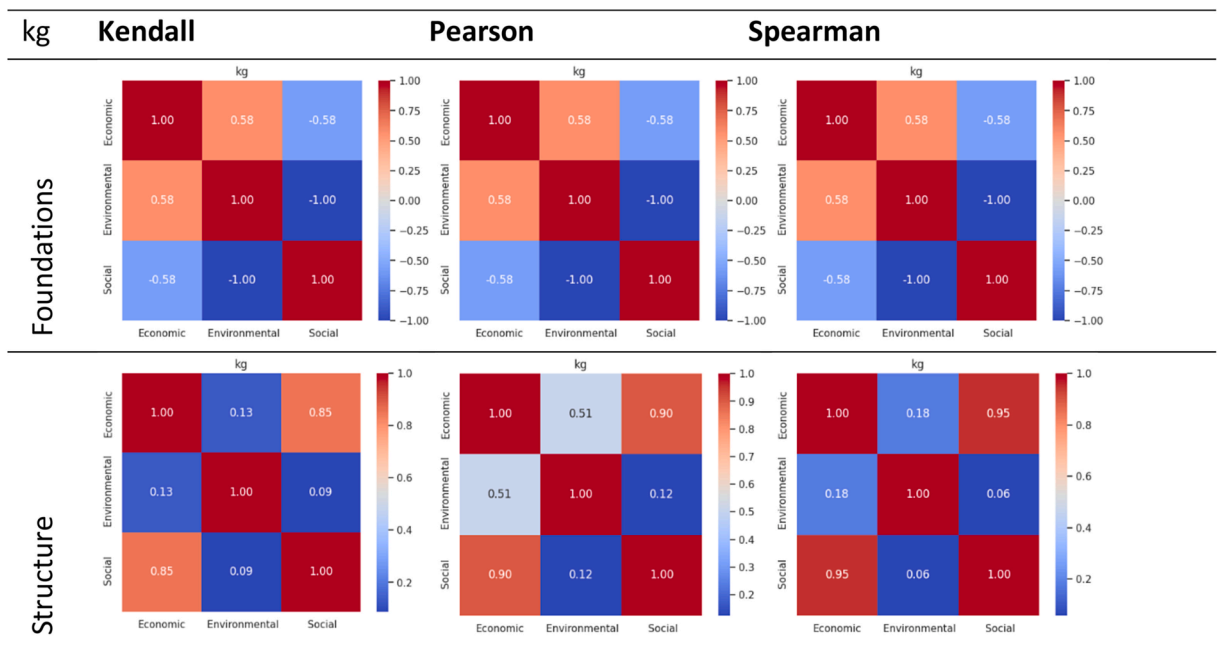 kg Kendall Pearson Spearman
Foundations
kg
Economic 1.00 0.58 -0.58
Environmental 0.58 1.00 -1.00
Social -0.58 -1.00 1.00
Economic Environmental Social
1.00
0.75
0.50
0.25
0.00
−0.25
−0.50
−0.75
−1.00
kg
Economic 1.00 0.58 -0.58
Environmental 0.58 1.00 -1.00
Social -0.58 -1.00 1.00
Economic Environmental Social
1.00
0.75
0.50
0.25
0.00
−0.25
−0.50
−0.75
−1.00
kg
Economic 1.00 0.58 -0.58
Environmental 0.58 1.00 -1.00
Social -0.58 -1.00 1.00
Economic Environmental Social
1.00
0.75
0.50
0.25
0.00
−0.25
−0.50
−0.75
−1.00
Structure
kg
Economic 1.00 0.13 0.85
Environmental 0.13 1.00 0.09
Social 0.85 0.09 1.00
Economic Environmental Social
1.0
0.8
0.6
0.4
0.2
kg
Economic 1.00 0.51 0.90
Environmental 0.51 1.00 0.12
Social 0.90 0.12 1.00
Economic Environmental Social
1.0
0.9
0.8
0.7
0.6
0.5
0.4
0.3
0.2
kg
Economic 1.00 0.18 0.95
Environmental 0.18 1.00 0.06
Social 0.95 0.06 1.00
Economic Environmental Social
1.0
0.8
0.6
0.4
0.2